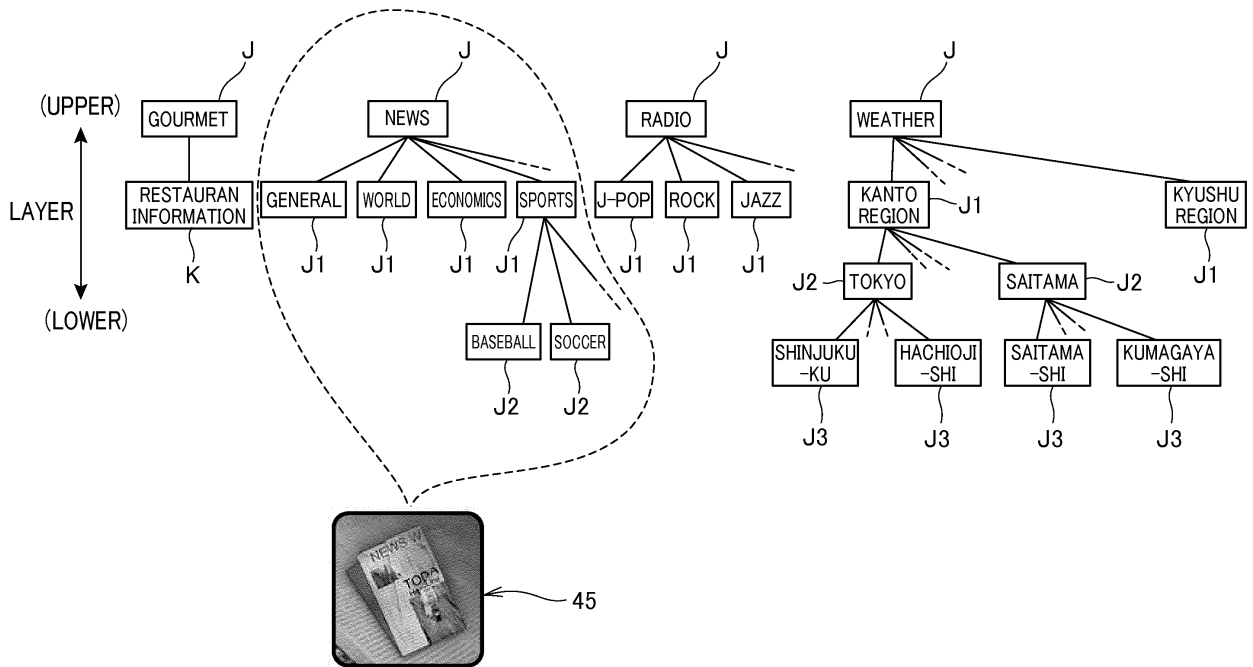 J J J J
(UPPER)
GOURMET NEWS RADIO WEATHER
LAYER
RESTAURAN
INFORMATION
GENERAL WORLD ECONOMICS SPORTS J-POP ROCK JAZZ
KANTO
REGION
J1
KYUSHU
REGION
K J1 J1 J1 J1 J1 J1 J1 J1
(LOWER)
J2 TOKYO SAITAMA J2
BASEBALL SOCCER
SHINJUKU
-KU
HACHIOJI
-SHI
SAITAMA
-SHI
KUMAGAYA
-SHI
J2 J2 J3 J3 J3 J3
NEWS W
45